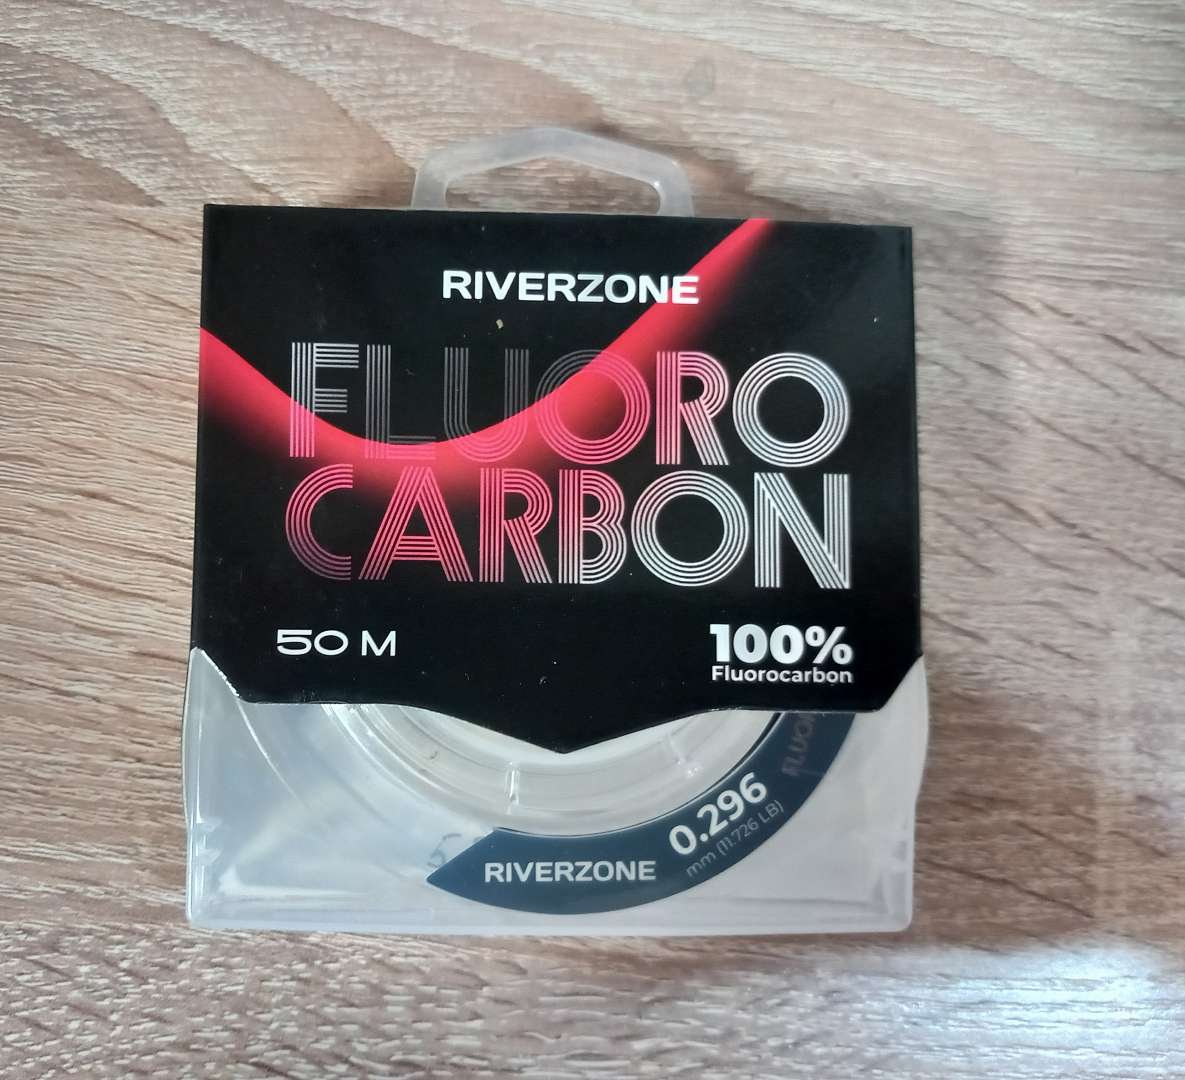 RIVERZONE
FLUORO
CARBON
50 M
100%
Fluorocarbon
RIVERZONE
0.296
mm (11.726 LB)